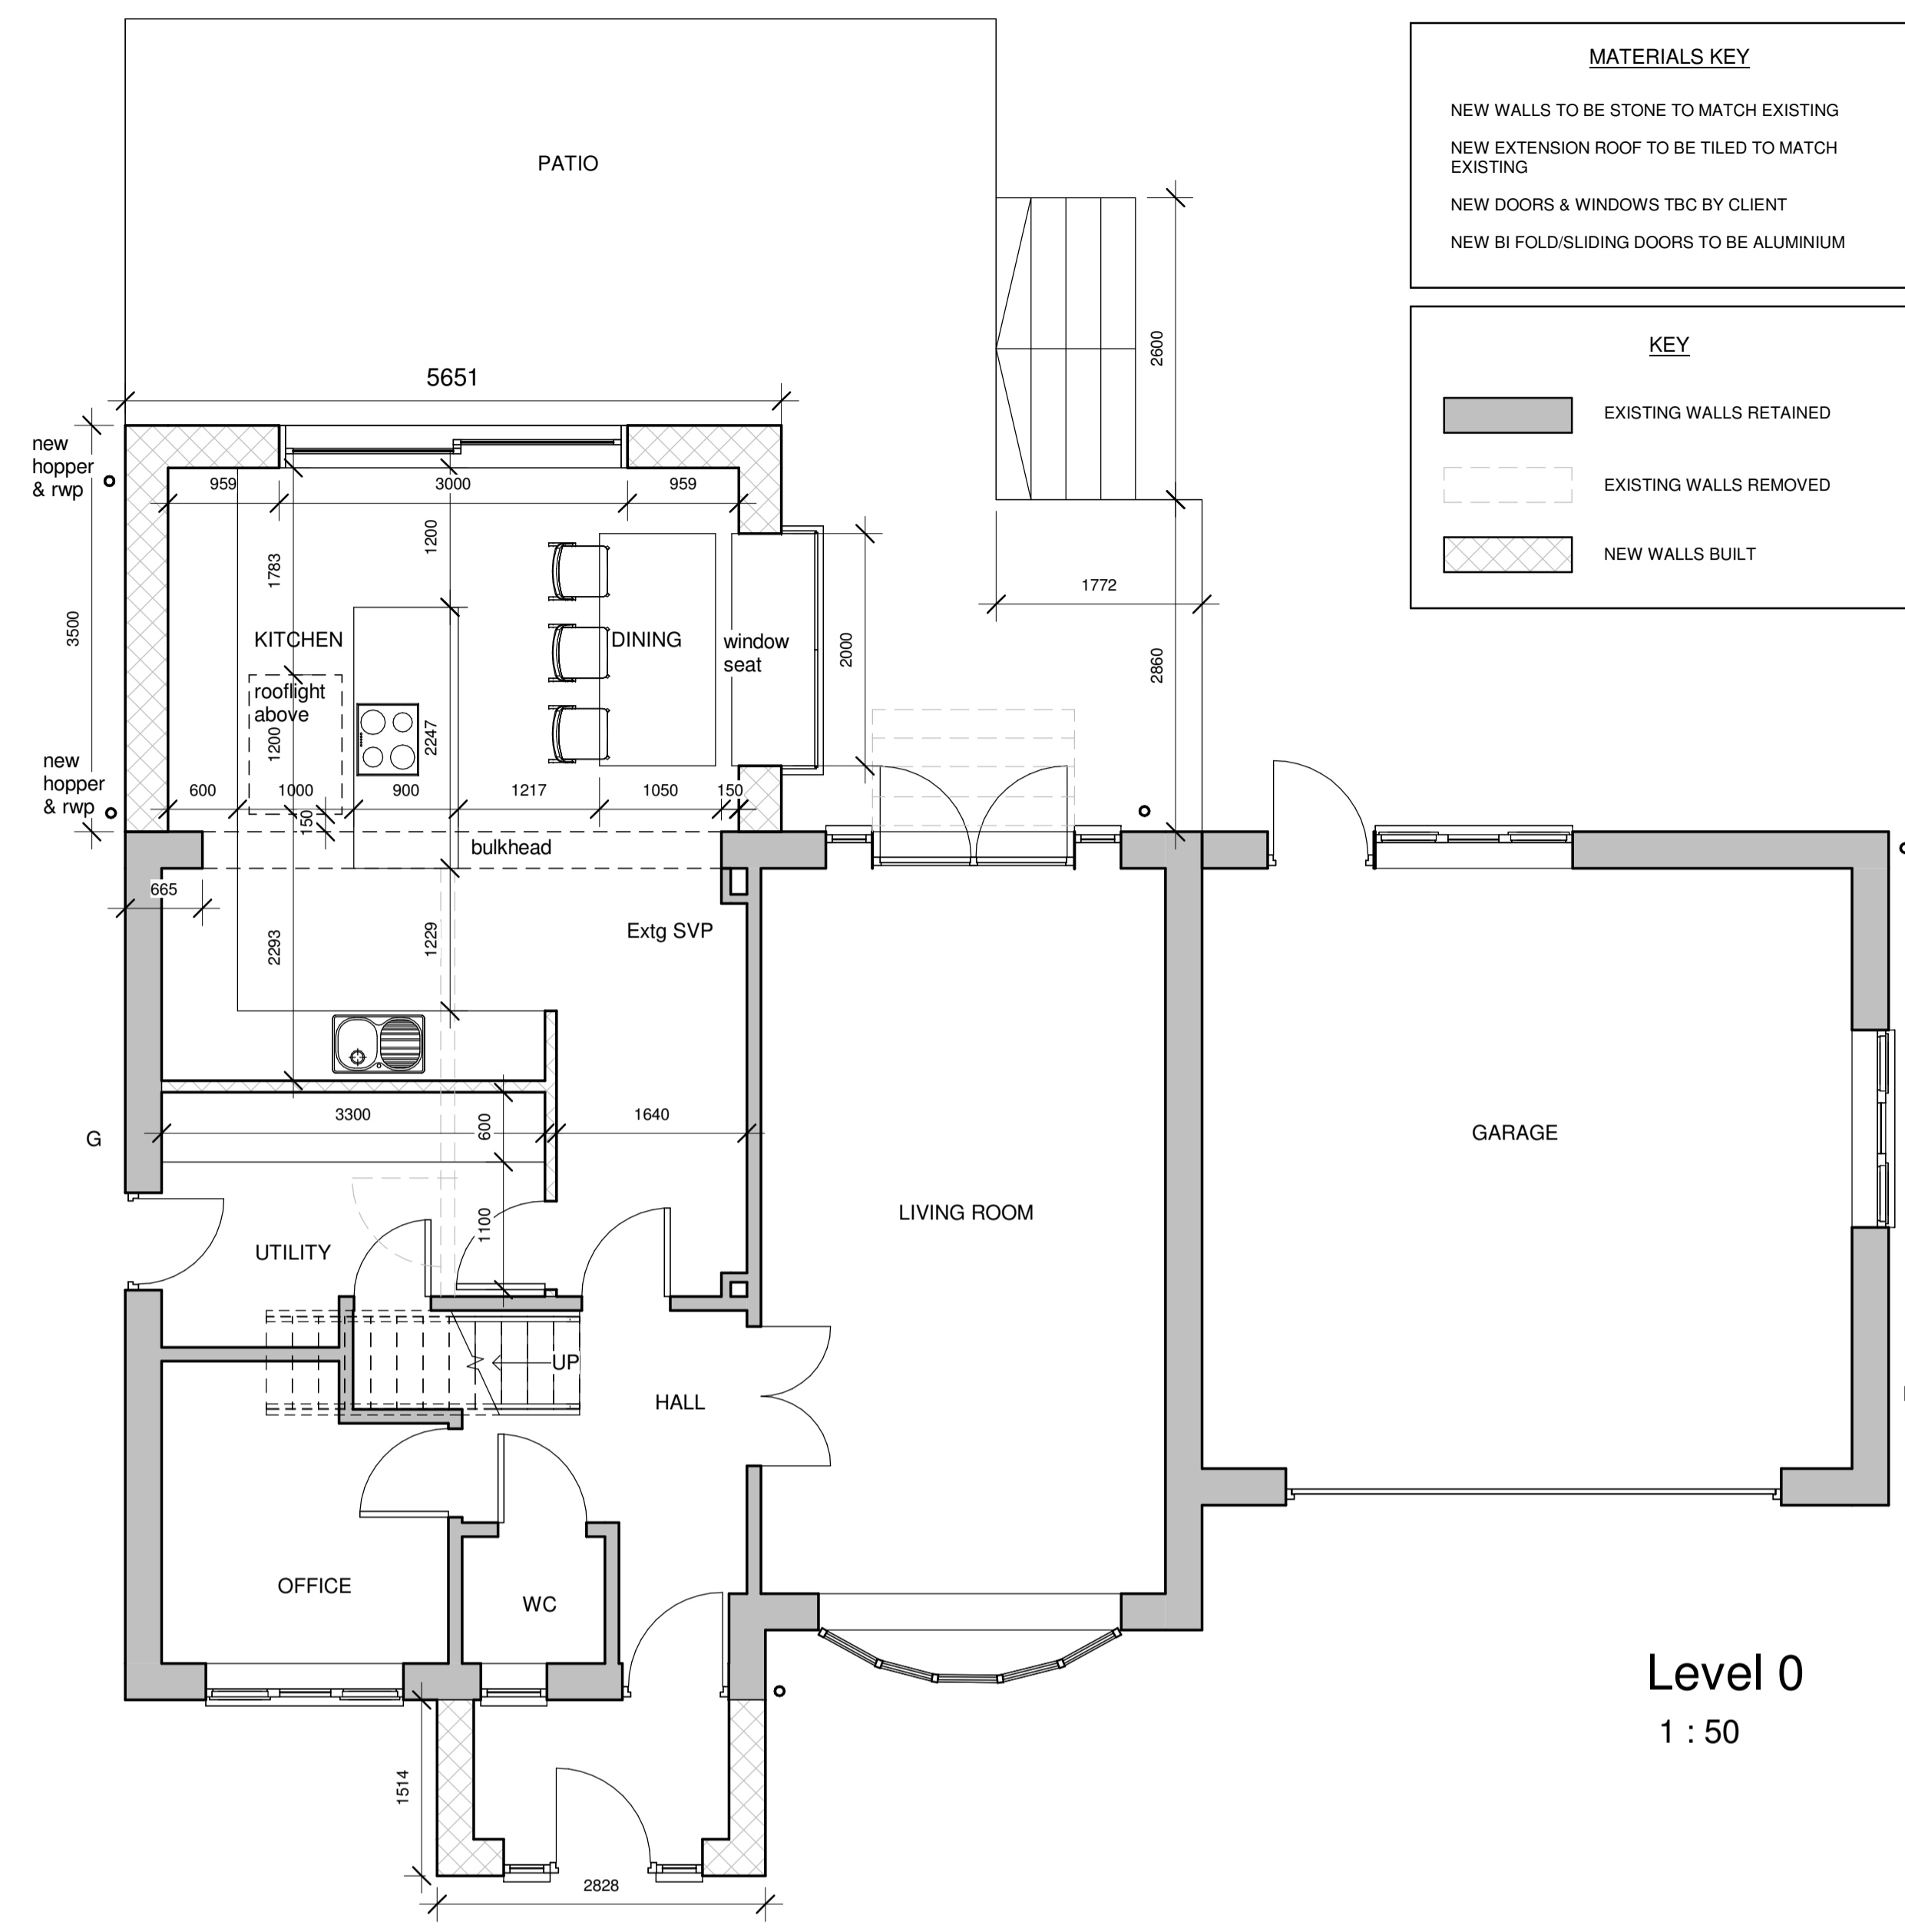 MATERIALS KEY
NEW WALLS TO BE STONE TO MATCH EXISTING
NEW EXTENSION ROOF TO BE TILED TO MATCH
EXISTING
NEW DOORS & WINDOWS TBC BY CLIENT
NEW BI FOLD/SLIDING DOORS TO BE ALUMINIUM
KEY
EXISTING WALLS RETAINED
EXISTING WALLS REMOVED
NEW WALLS BUILT
PATIO
2600
5651
new
hopper
& rwp
959
3000
959
1200
1783
3500
1772
KITCHEN
DINING
window
seat
2000
2860
rooflight
above
1200
2247
new
hopper
& rwp
600
1000
900
1217
1050
150
150
bulkhead
665
Extg SVP
2293
1229
3300
600
1640
G
GARAGE
LIVING ROOM
1100
UTILITY
UP
HALL
OFFICE
WC
Level 0
1 : 50
1514
2828